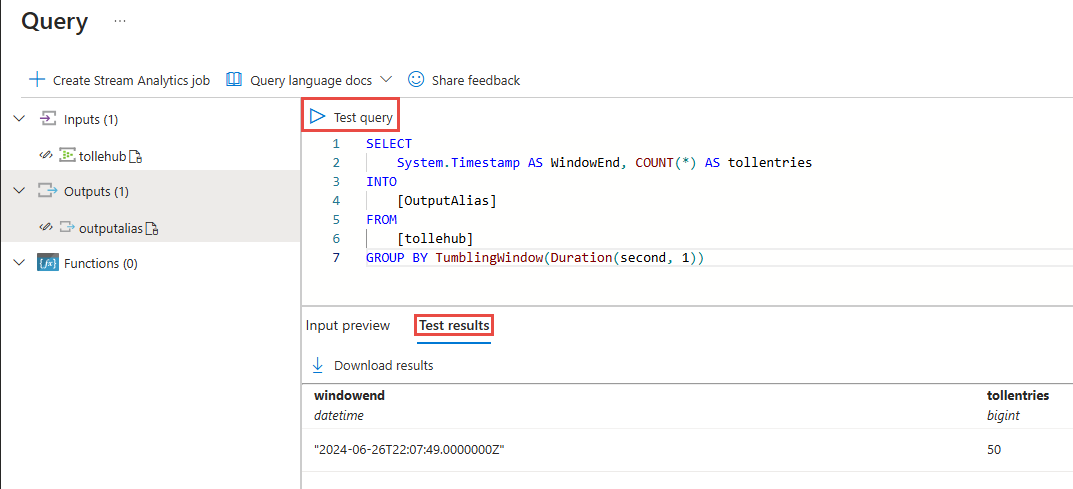 Query ...
Create Stream Analytics job Query language docs Share feedback
Inputs (1)
tollehub
Outputs (1)
outputalias
Functions (0)
Test query
1 SELECT
2 System.Timestamp AS WindowEnd, COUNT(*) AS tollentries
3 INTO
4 [OutputAlias]
5 FROM
6 [tollehub]
7 GROUP BY TumblingWindow(Duration(second, 1))
Input preview Test results
Download results
windowend tollentries
datetime bigint
"2024-06-26T22:07:49.0000000Z" 50